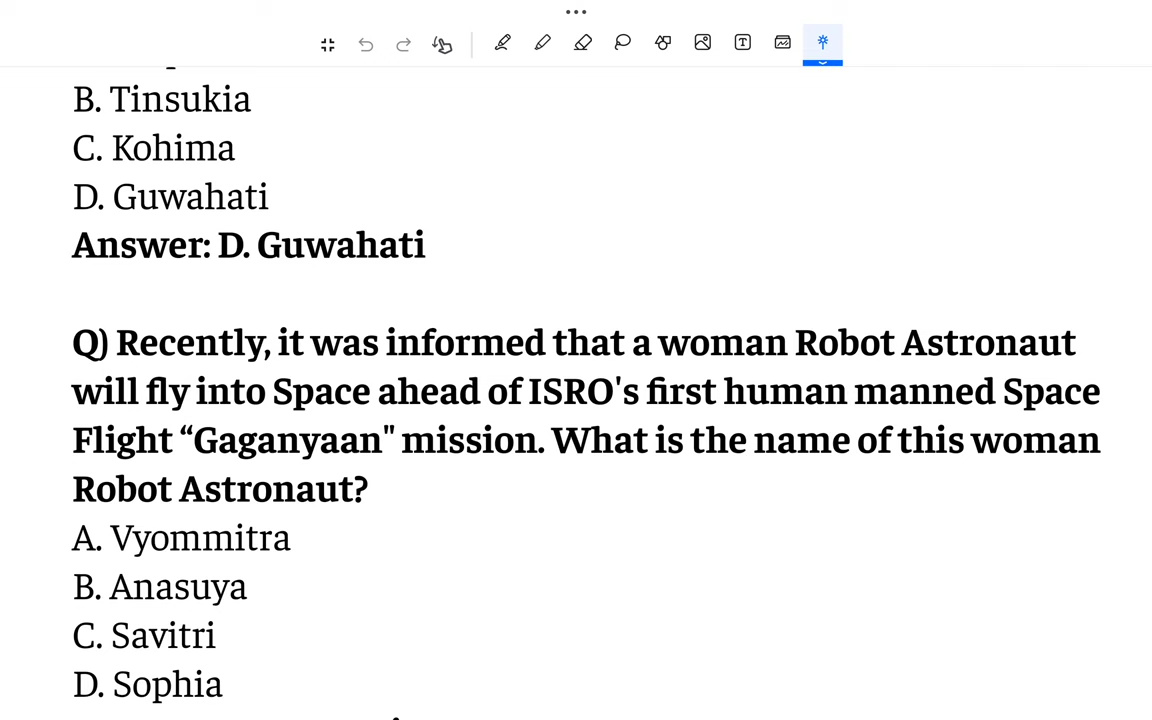 B. Tinsukia
C. Kohima
D. Guwahati
Answer: D. Guwahati
Q) Recently, it was informed that a woman Robot Astronaut
will fly into Space ahead of ISRO's first human manned Space
Flight “Gaganyaan" mission. What is the name of this woman
Robot Astronaut?
A. Vyommitra
B. Anasuya
C. Savitri
D. Sophia